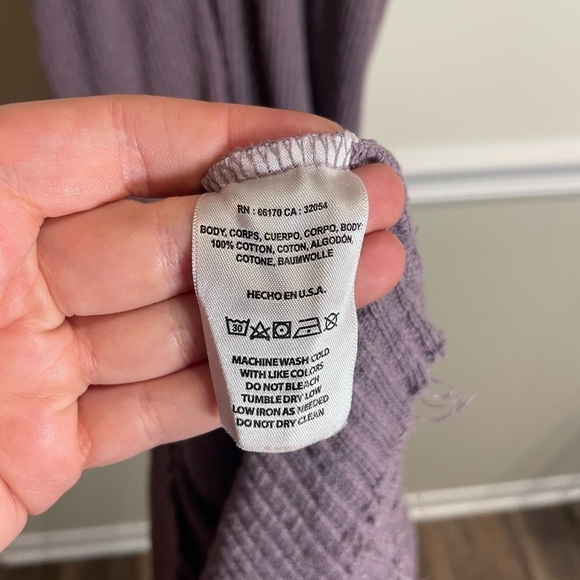 RN : 66170 CA : 32054
BODY, CORPS, CUERPO, CORPO, BODY:
100% COTTON, COTON, ALGODÓN,
COTONE, BAUMWOLLE
HECHO EN U.S.A.
30
MACHINE WASH COLD
WITH LIKE COLORS
DO NOT BLEACH
TUMBLE DRY LOW
LOW IRON AS NEEDED
DO NOT DRY CLEAN